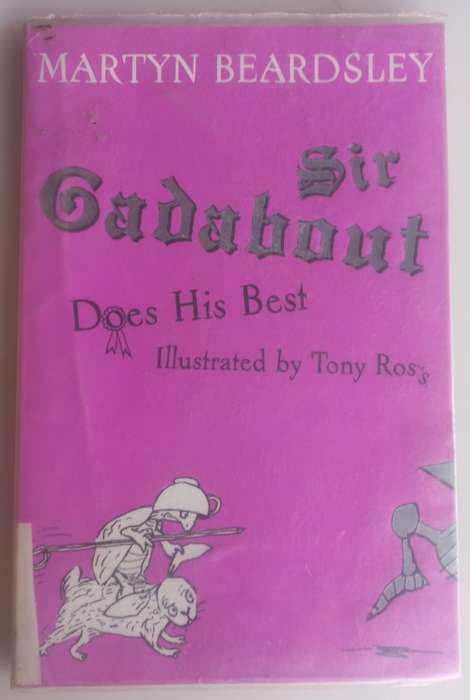 MARTYN BEARDSLEY
Sir
Gadabout
Does His Best
Illustrated by Tony Ross